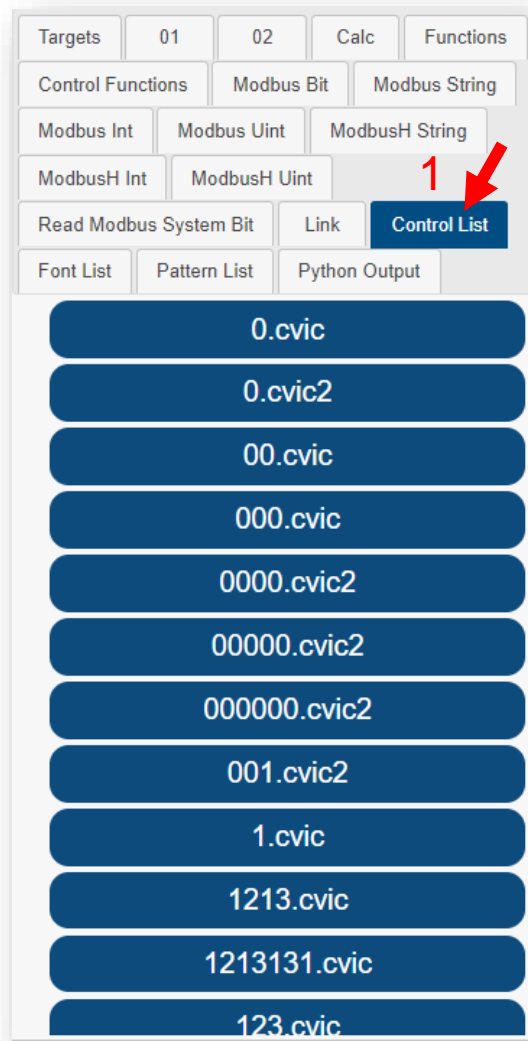 Targets 01 02 Calc Functions
Control Functions Modbus Bit Modbus String
Modbus Int Modbus Uint ModbusH String
ModbusH Int ModbusH Uint 1
Read Modbus System Bit Link Control List
Font List Pattern List Python Output
0.cvic
0.cvic2
00.cvic
000.cvic
0000.cvic2
00000.cvic2
000000.cvic2
001.cvic2
1.cvic
1213.cvic
1213131.cvic
123.cvic